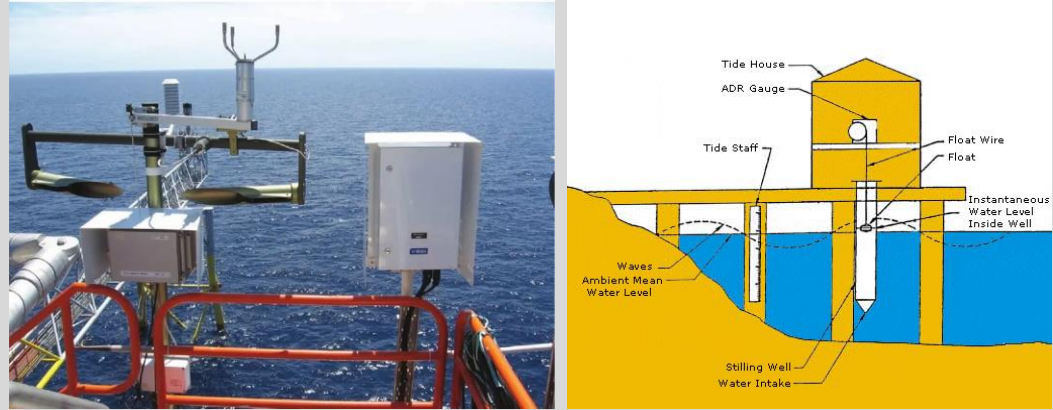 Tide House
ADR Gauge
Tide Staff
Float Wire
Float
Instantaneous
Water Level
Inside Well
Waves
Ambient Mean
Water Level
Stilling Well
Water Intake